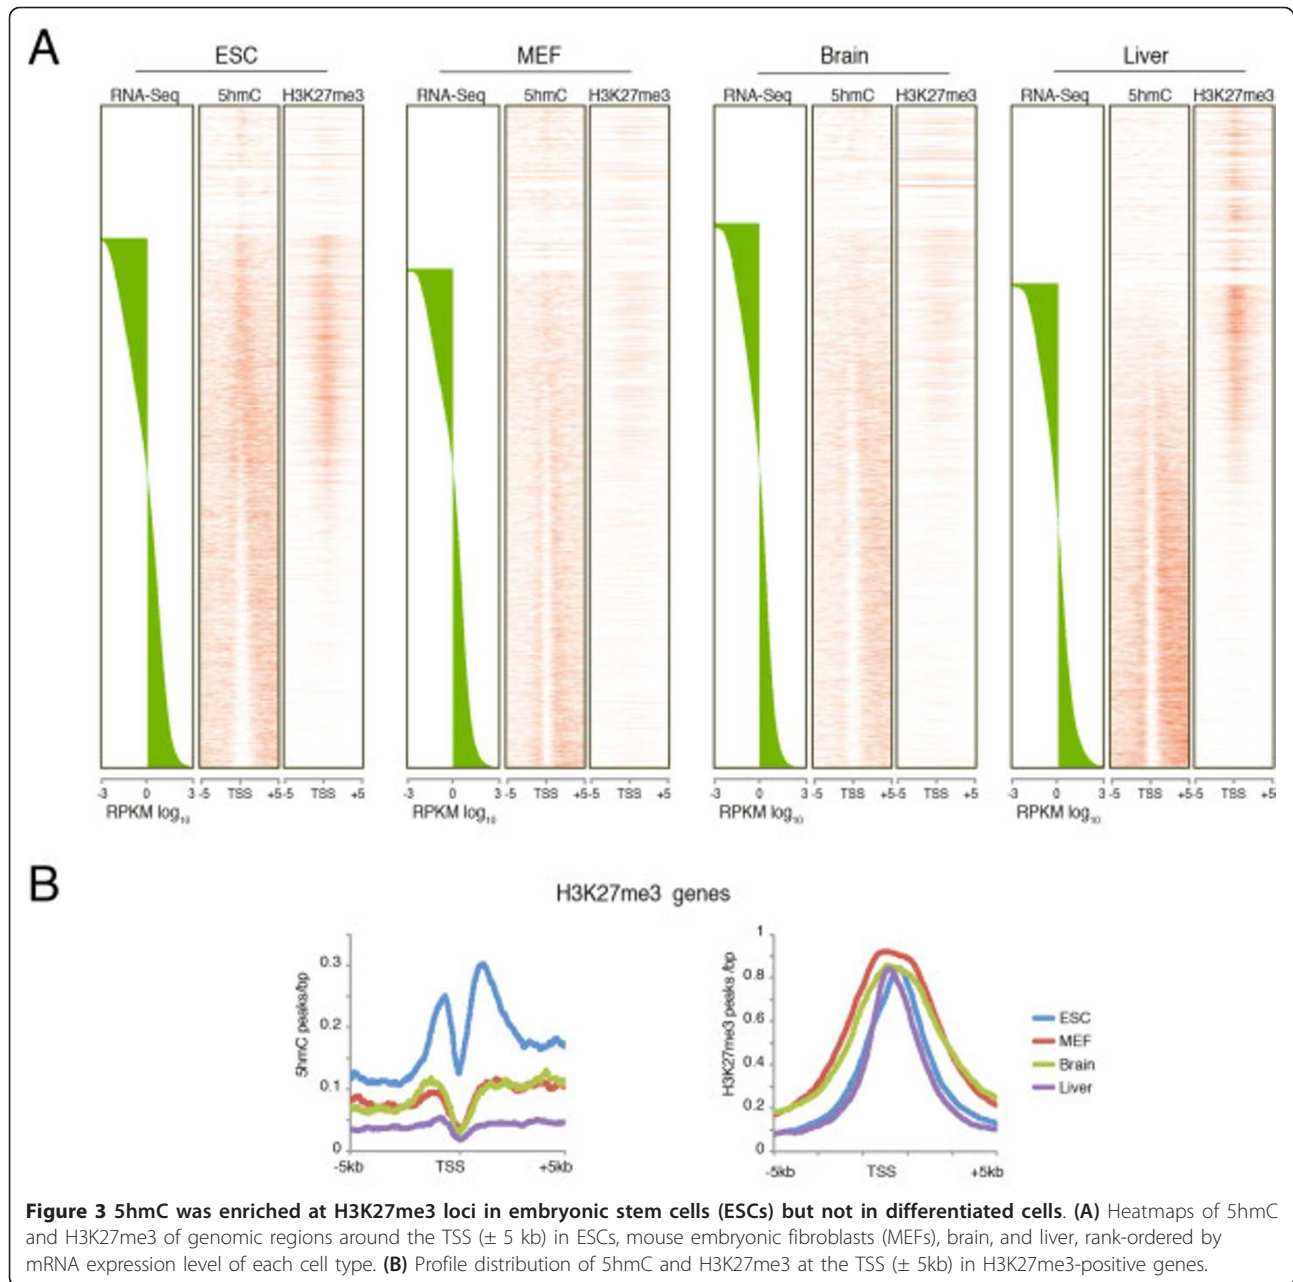 A
ESC MEF Brain Liver
RNA-Seq 5hmC H3K27me3 RNA-Seq 5hmC H3K27me3 RNA-Seq 5hmC H3K27me3 RNA-Seq 5hmC H3K27me3
-3 0 3 -5 TSS +5 -5 TSS +5 -3 0 3 -5 TSS +5 -5 TSS +5 -3 0 3 -5 TSS +5 -5 TSS +5 -3 0 3 -5 TSS +5 -5 TSS +5
RPKM log10 RPKM log10 RPKM log10 RPKM log10
B
H3K27me3 genes
5hmC peaks/bp
0.3
0.2
0.1
0
-5kb TSS +5kb
H3K27me3 peaks /bp
1
0.8
0.6
0.4
0.2
0
-5kb TSS +5kb
ESC
MEF
Brain
Liver
Figure 3 5hmC was enriched at H3K27me3 loci in embryonic stem cells (ESCs) but not in differentiated cells. (A) Heatmaps of 5hmC
and H3K27me3 of genomic regions around the TSS (± 5 kb) in ESCs, mouse embryonic fibroblasts (MEFs), brain, and liver, rank-ordered by
mRNA expression level of each cell type. (B) Profile distribution of 5hmC and H3K27me3 at the TSS (± 5kb) in H3K27me3-positive genes.